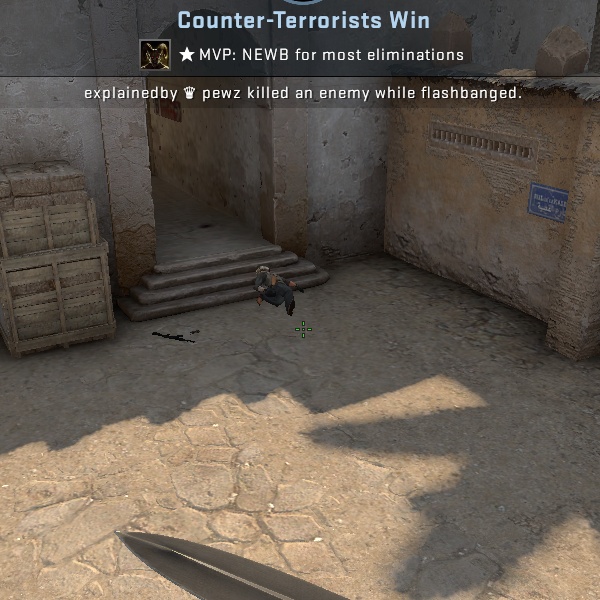 Counter-Terrorists Win
★ MVP: NEWB for most eliminations
explainedby ♛ pewz killed an enemy while flashbanged.